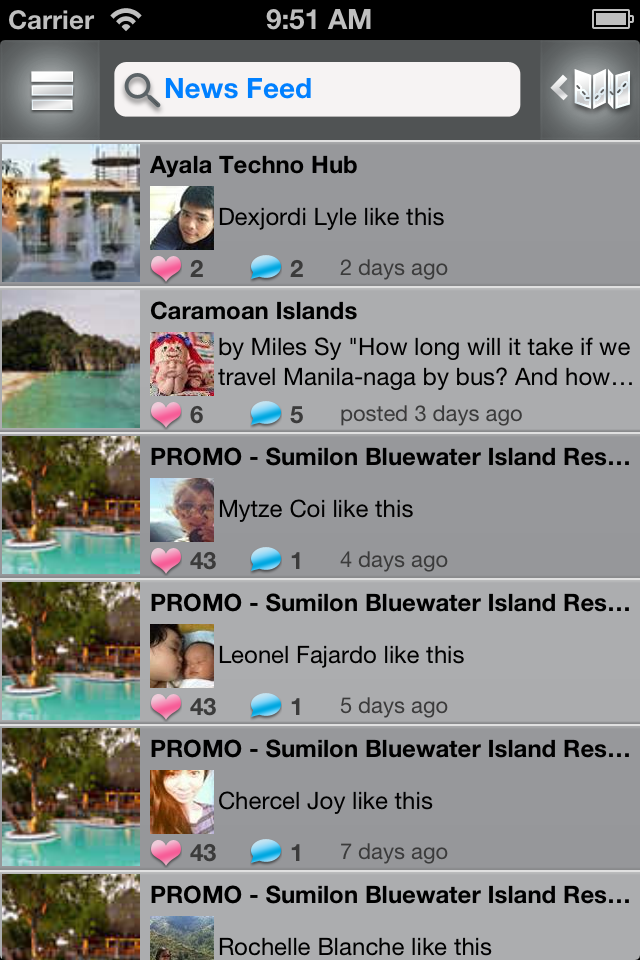 Carrier 9:51 AM
News Feed
Ayala Techno Hub
Dexjordi Lyle like this
2 2 2 days ago
Caramoan Islands
by Miles Sy "How long will it take if we
travel Manila-naga by bus? And how...
6 5 posted 3 days ago
PROMO - Sumilon Bluewater Island Res...
Mytze Coi like this
43 1 4 days ago
PROMO - Sumilon Bluewater Island Res...
Leonel Fajardo like this
43 1 5 days ago
PROMO - Sumilon Bluewater Island Res...
Chercel Joy like this
43 1 7 days ago
PROMO - Sumilon Bluewater Island Res...
Rochelle Blanche like this